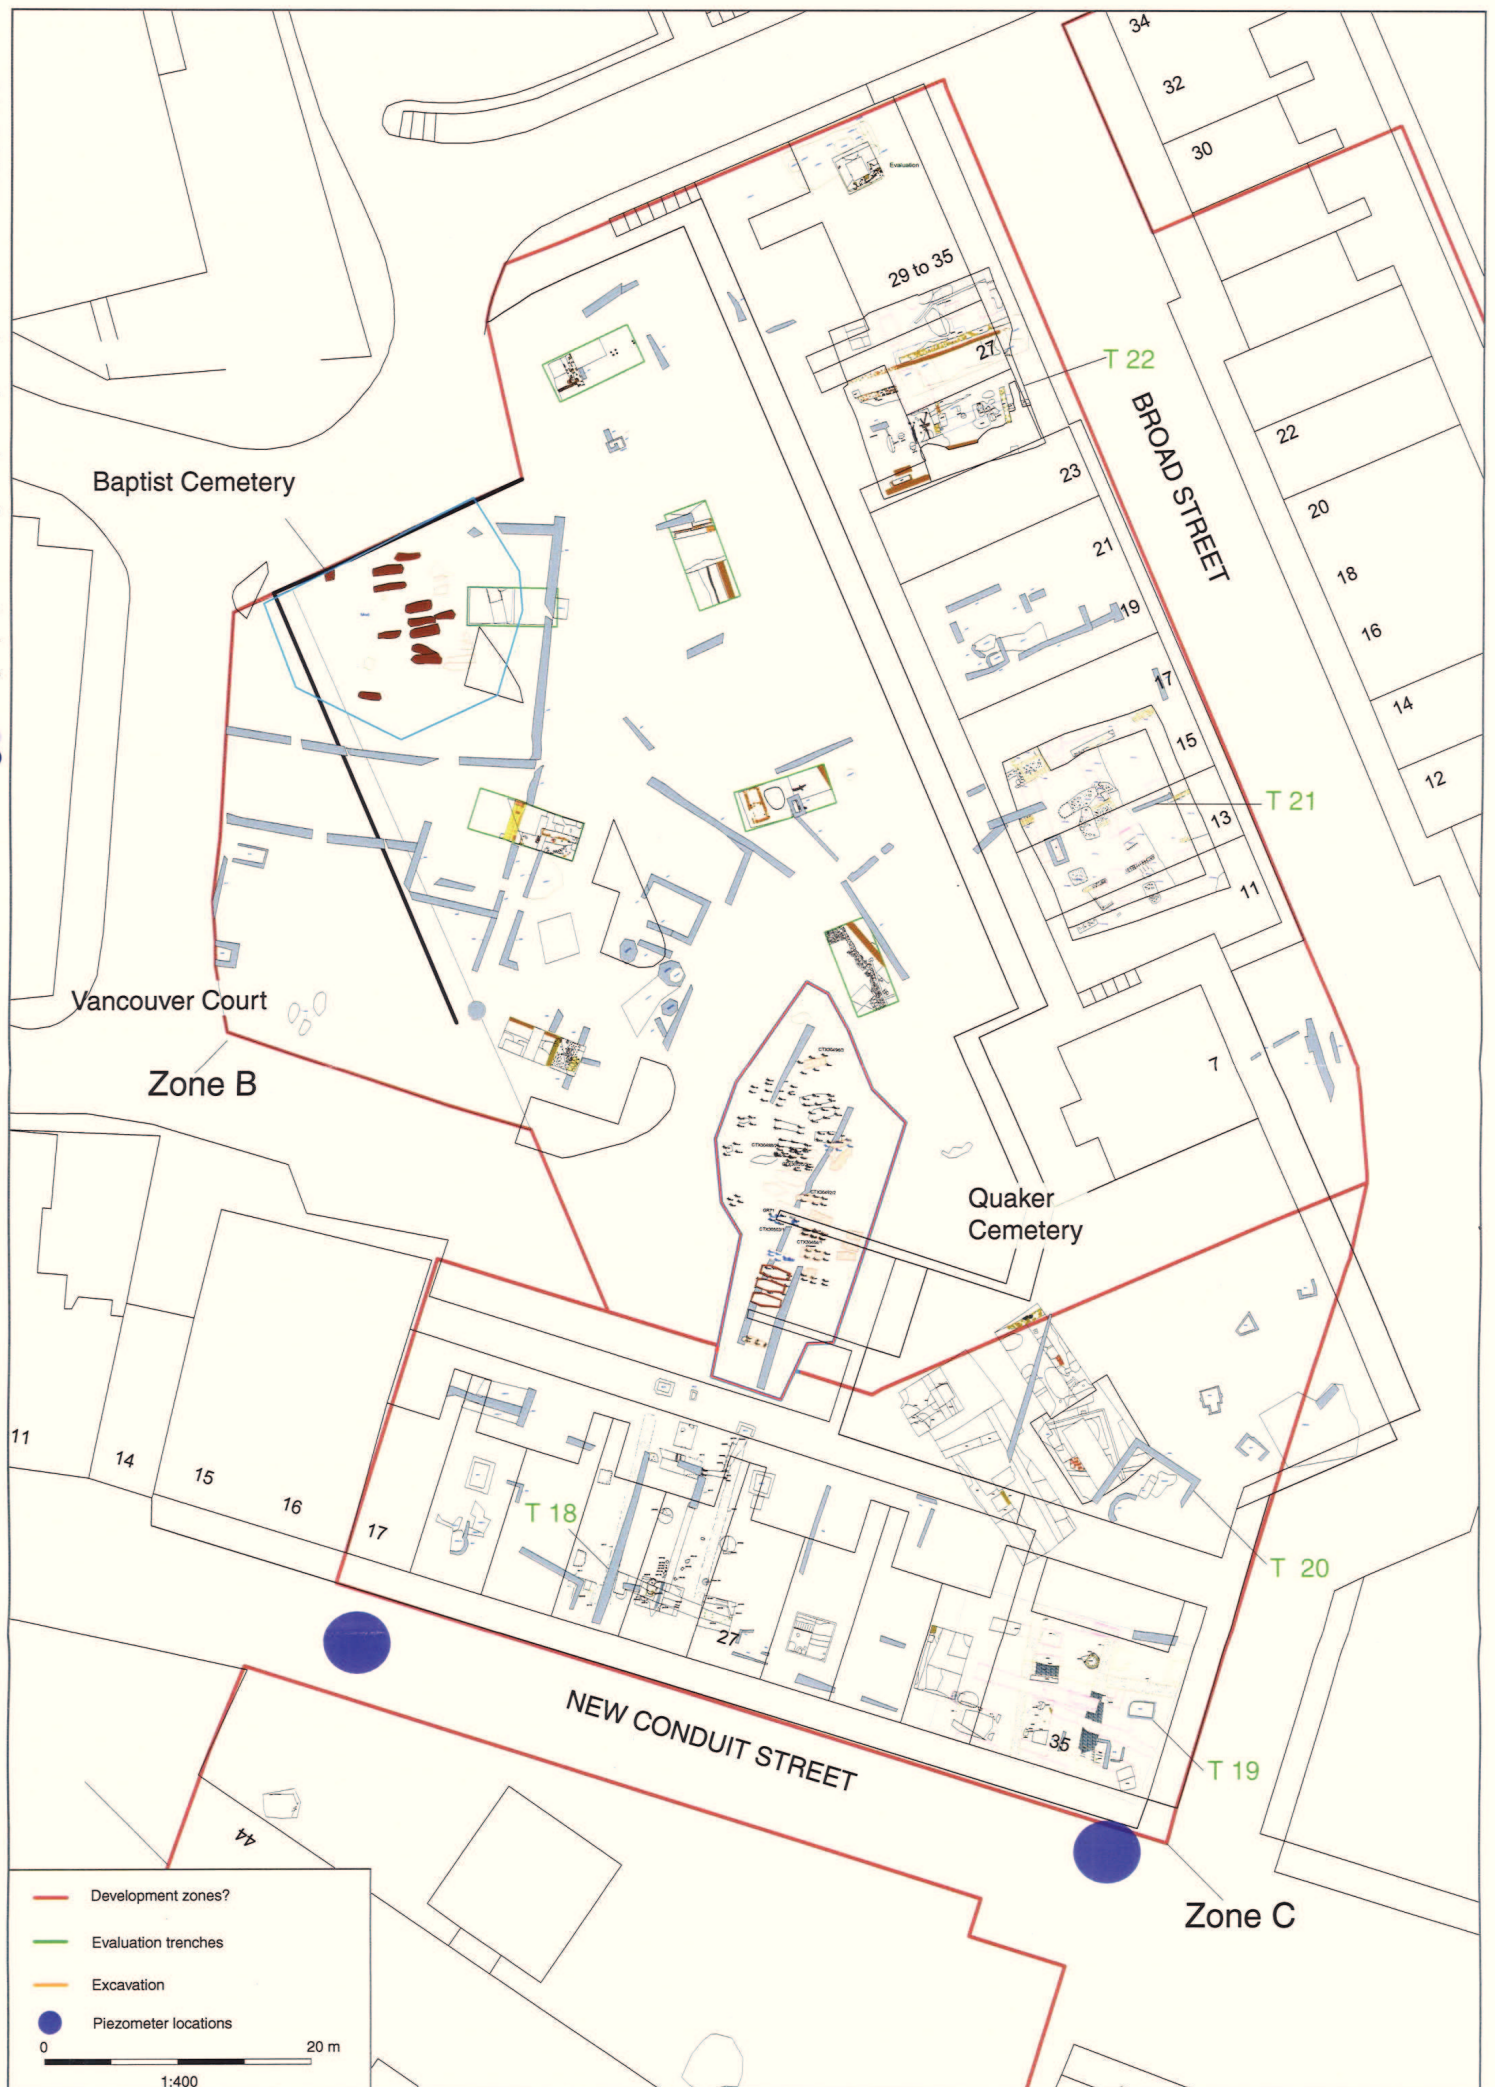 34
32
30
Evaluation
29 to 35
27
T 22
BROAD STREET
22
23
Baptist Cemetery
20
21
18
19
16
17
14
15
12
T 21
13
11
Vancouver Court
7
Zone B
Quaker
Cemetery
11
14
15
16
17
T 18
T 20
27
NEW CONDUIT STREET
35
T 19
44
Zone C
Development zones?
Evaluation trenches
Excavation
Piezometer locations
0 20 m
1:400